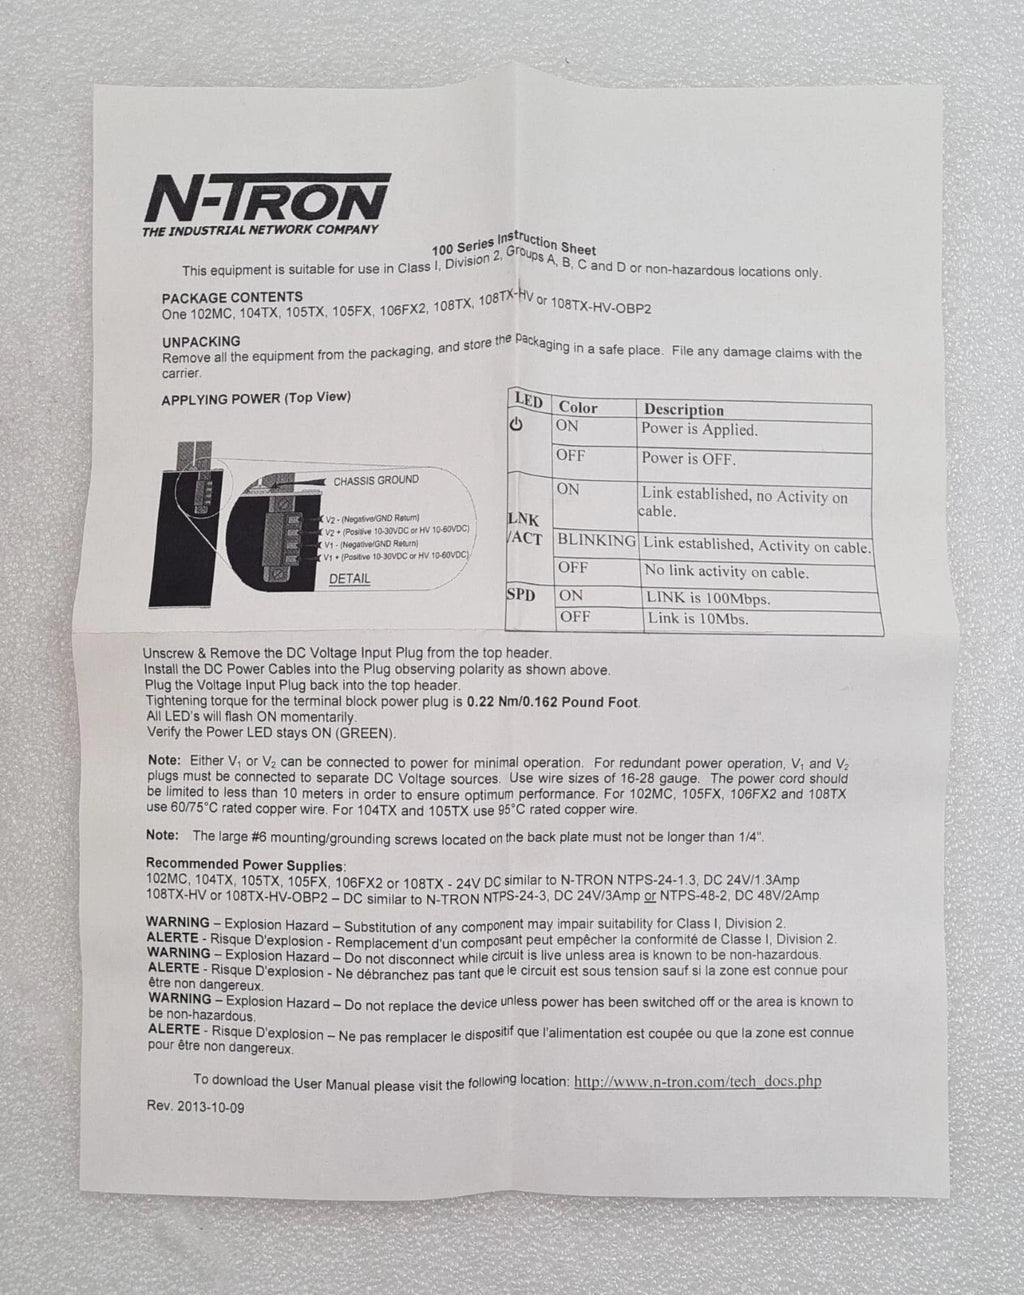 N-TRON
THE INDUSTRIAL NETWORK COMPANY
100 Series Instruction Sheet
This equipment is suitable for use in Class I, Division 2, Groups A, B, C and D or non-hazardous locations only.
PACKAGE CONTENTS
One 102MC, 104TX, 105TX, 105FX, 106FX2, 108TX, 108TX-HV or 108TX-HV-OBP2
UNPACKING
Remove all the equipment from the packaging, and store the packaging in a safe place. File any damage claims with the
carrier.
APPLYING POWER (Top View)
CHASSIS GROUND
V2 - (Negative/GND Return)
V2 + (Positive 10-30VDC or HV 10-60VDC)
V1 - (Negative/GND Return)
V1 + (Positive 10-30VDC or HV 10-60VDC)
DETAIL
LED Color Description
ON Power is Applied.
OFF Power is OFF.
LNK /ACT ON Link established, no Activity on
cable.
BLINKING Link established, Activity on cable.
OFF No link activity on cable.
SPD ON LINK is 100Mbps.
OFF Link is 10Mbs.
Unscrew & Remove the DC Voltage Input Plug from the top header.
Install the DC Power Cables into the Plug observing polarity as shown above.
Plug the Voltage Input Plug back into the top header.
Tightening torque for the terminal block power plug is 0.22 Nm/0.162 Pound Foot.
All LED's will flash ON momentarily.
Verify the Power LED stays ON (GREEN).
Note: Either V₁ or V₂ can be connected to power for minimal operation. For redundant power operation, V₁ and V₂
plugs must be connected to separate DC Voltage sources. Use wire sizes of 16-28 gauge. The power cord should
be limited to less than 10 meters in order to ensure optimum performance. For 102MC, 105FX, 106FX2 and 108TX
use 60/75°C rated copper wire. For 104TX and 105TX use 95°C rated copper wire.
Note: The large #6 mounting/grounding screws located on the back plate must not be longer than 1/4".
Recommended Power Supplies:
102MC, 104TX, 105TX, 105FX, 106FX2 or 108TX - 24V DC similar to N-TRON NTPS-24-1.3, DC 24V/1.3Amp
108TX-HV or 108TX-HV-OBP2 – DC similar to N-TRON NTPS-24-3, DC 24V/3Amp or NTPS-48-2, DC 48V/2Amp
WARNING – Explosion Hazard – Substitution of any component may impair suitability for Class I, Division 2.
ALERTE - Risque D'explosion - Remplacement d'un composant peut empêcher la conformité de Classe I, Division 2.
WARNING – Explosion Hazard – Do not disconnect while circuit is live unless area is known to be non-hazardous.
ALERTE - Risque D'explosion - Ne débranchez pas tant que le circuit est sous tension sauf si la zone est connue pour
être non dangereux.
WARNING – Explosion Hazard – Do not replace the device unless power has been switched off or the area is known to
be non-hazardous.
ALERTE - Risque D'explosion – Ne pas remplacer le dispositif que l'alimentation est coupée ou que la zone est connue
pour être non dangereux.
To download the User Manual please visit the following location: http://www.n-tron.com/tech_docs.php
Rev. 2013-10-09